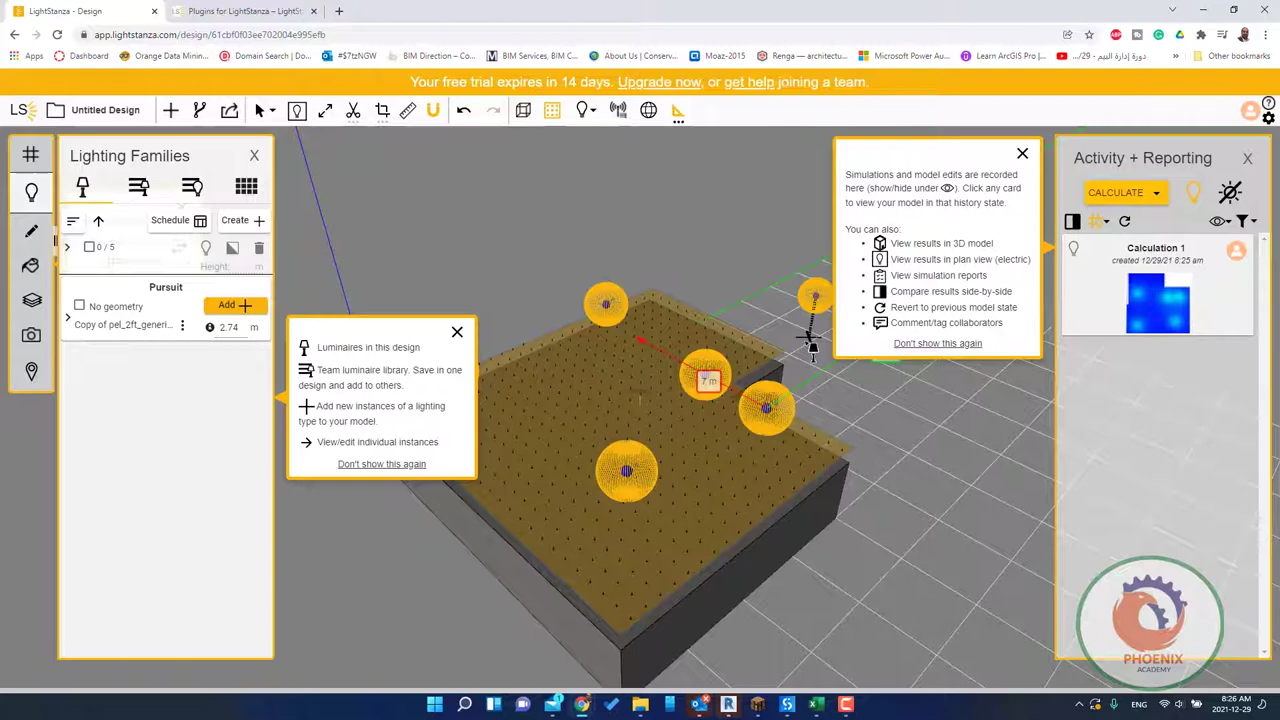 LightStanza - Design
Plugins for LightStanza – LightSt
app.lightstanza.com/design/61cbf0f03ee702004e995efb
Apps
Dashboard
Orange Data Mining
Domain Search | Do...
#$7tzNGW
BIM Direction – Co...
BIM Services, BIM C...
About Us | Conserv...
Moaz-2015
Renga — architectu...
Microsoft Power Au...
Learn ArcGIS Pro | ...
دورة إدارة البيم - 29/...
Other bookmarks
Your free trial expires in 14 days. Upgrade now, or get help joining a team.
LS
Untitled Design
Lighting Families
X
Schedule
Create
0 / 5
Height: m
Pursuit
No geometry
Add
Copy of pel_2ft_generi...
2.74 m
Luminaires in this design
Team luminaire library. Save in one
design and add to others.
Add new instances of a lighting
type to your model.
View/edit individual instances
Don't show this again
7 m
Simulations and model edits are recorded
here (show/hide under ). Click any card
to view your model in that history state.
You can also:
View results in 3D model
View results in plan view (electric)
View simulation reports
Compare results side-by-side
Revert to previous model state
Comment/tag collaborators
Don't show this again
Activity + Reporting
X
CALCULATE
Calculation 1
created 12/29/21 8:25 am
PHOENIX
ACADEMY
ENG
8:26 AM
2021-12-29